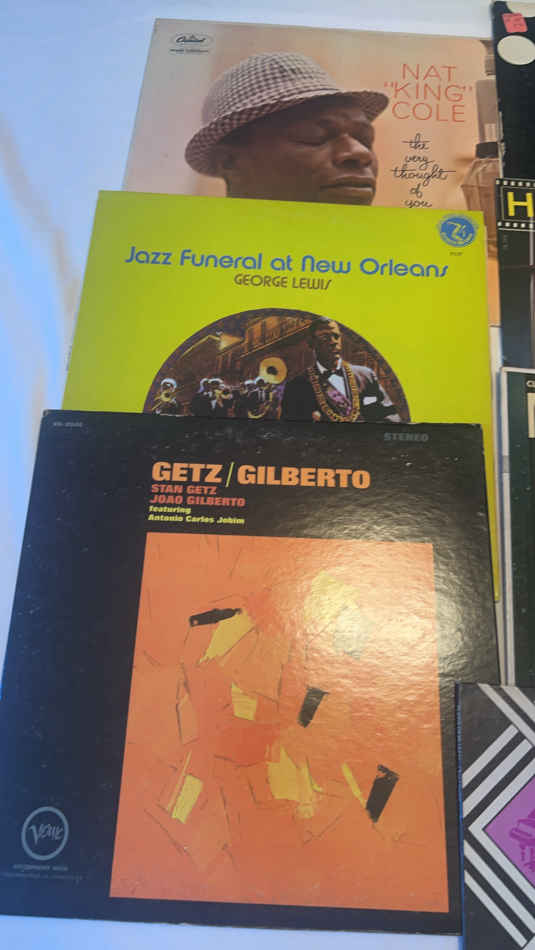 Capitol
NAT
"KING"
COLE
the
very
thought
of
you
Jazz Funeral at New Orleans
GEORGE LEWIS
H
STEREO
GETZ/GILBERTO
STAN GETZ
JOAO GILBERTO
featuring
Antonio Carlos Jobim
Verve